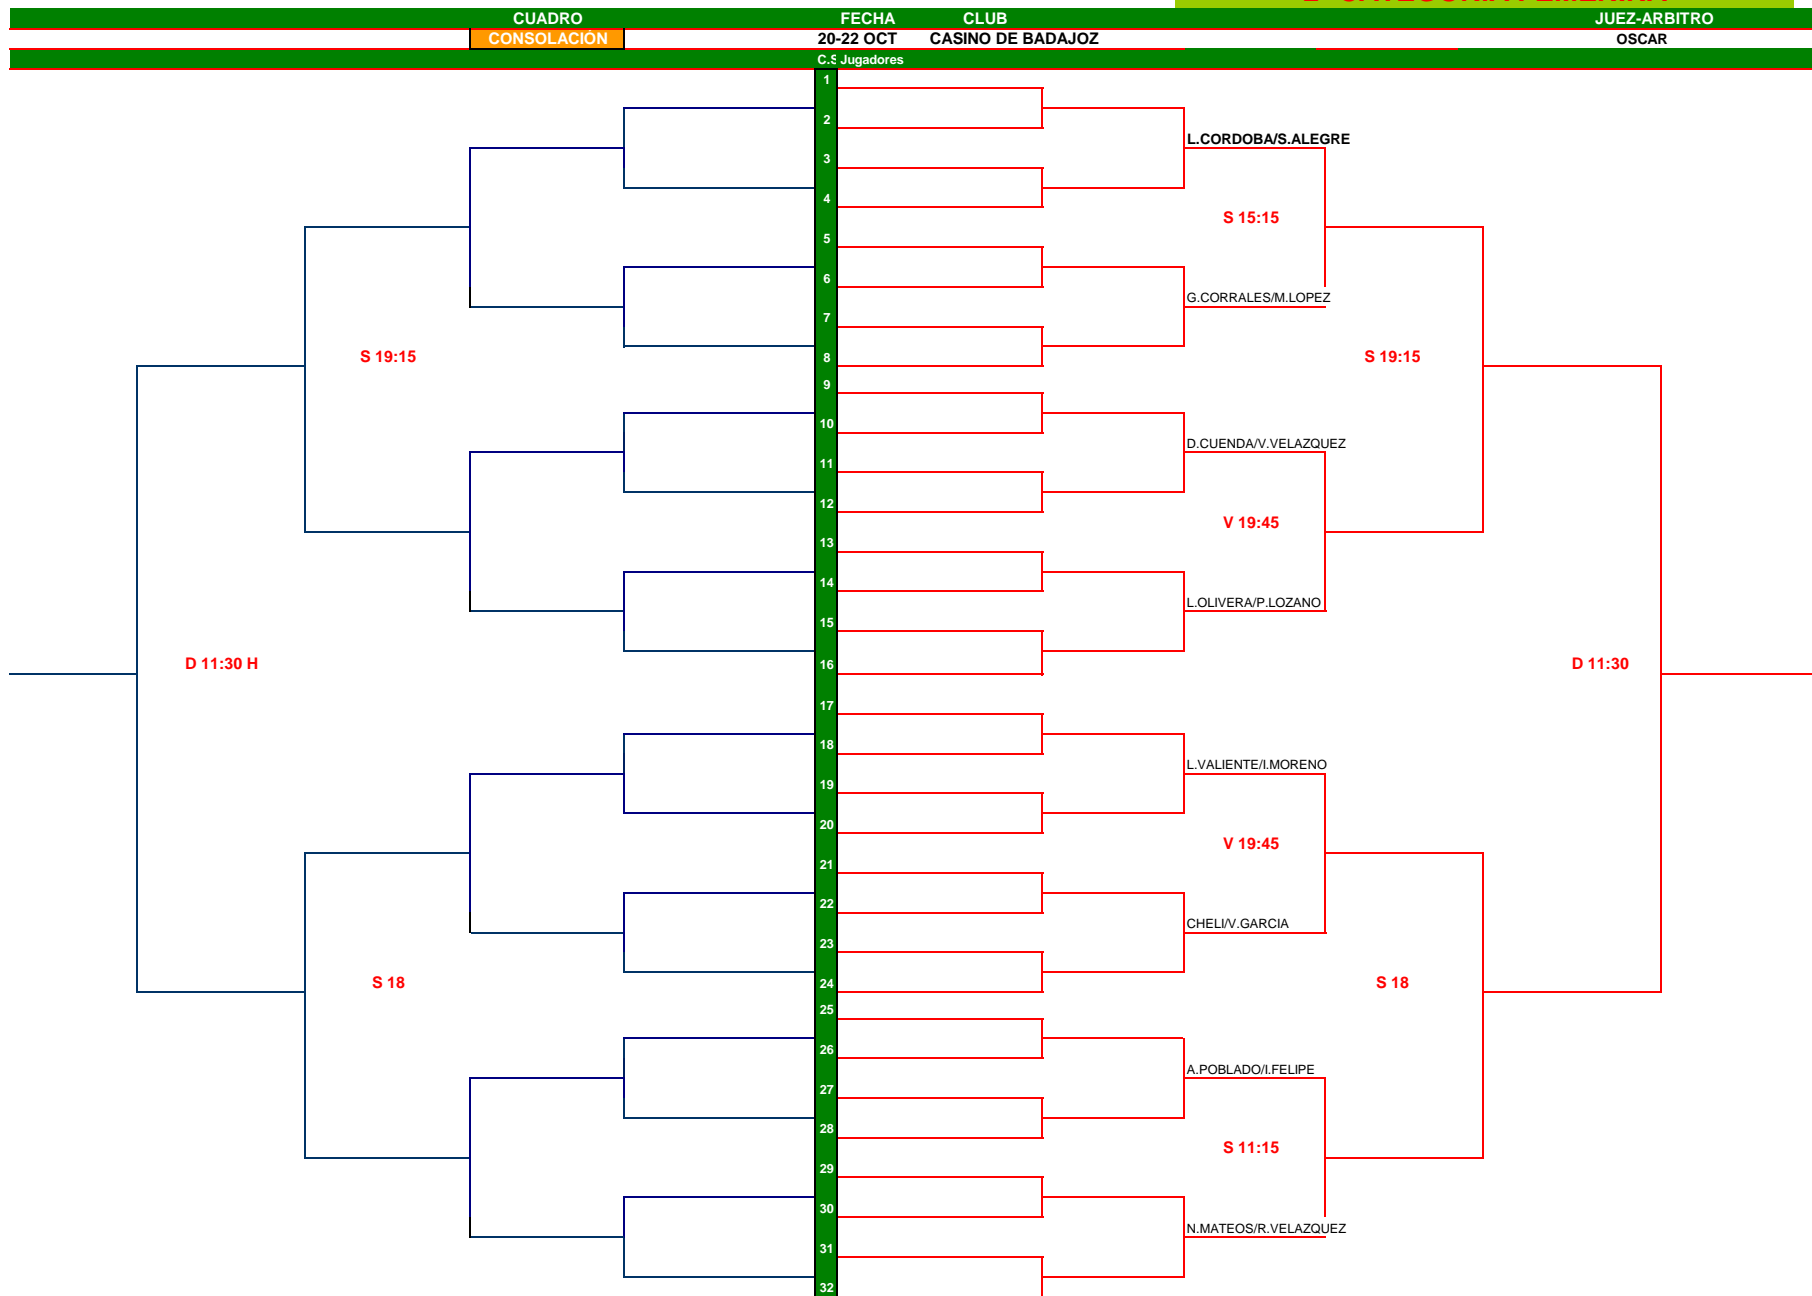 CUADRO FECHA CLUB JUEZ-ARBITRO
CONSOLACIÓN 20-22 OCT CASINO DE BADAJOZ OSCAR
C.S Jugadores
1
2
L.CORDOBA/S.ALEGRE
3
4
S 15:15
5
6
G.CORRALES/M.LOPEZ
7
S 19:15 8 S 19:15
9
10
D.CUENDA/V.VELAZQUEZ
11
12
V 19:45
13
14
L.OLIVERA/P.LOZANO
15
D 11:30 H 16 D 11:30
17
18
L.VALIENTE/I.MORENO
19
20
V 19:45
21
22
CHELI/V.GARCIA
23
S 18 24 S 18
25
26
A.POBLADO/I.FELIPE
27
28
S 11:15
29
30
N.MATEOS/R.VELAZQUEZ
31
32